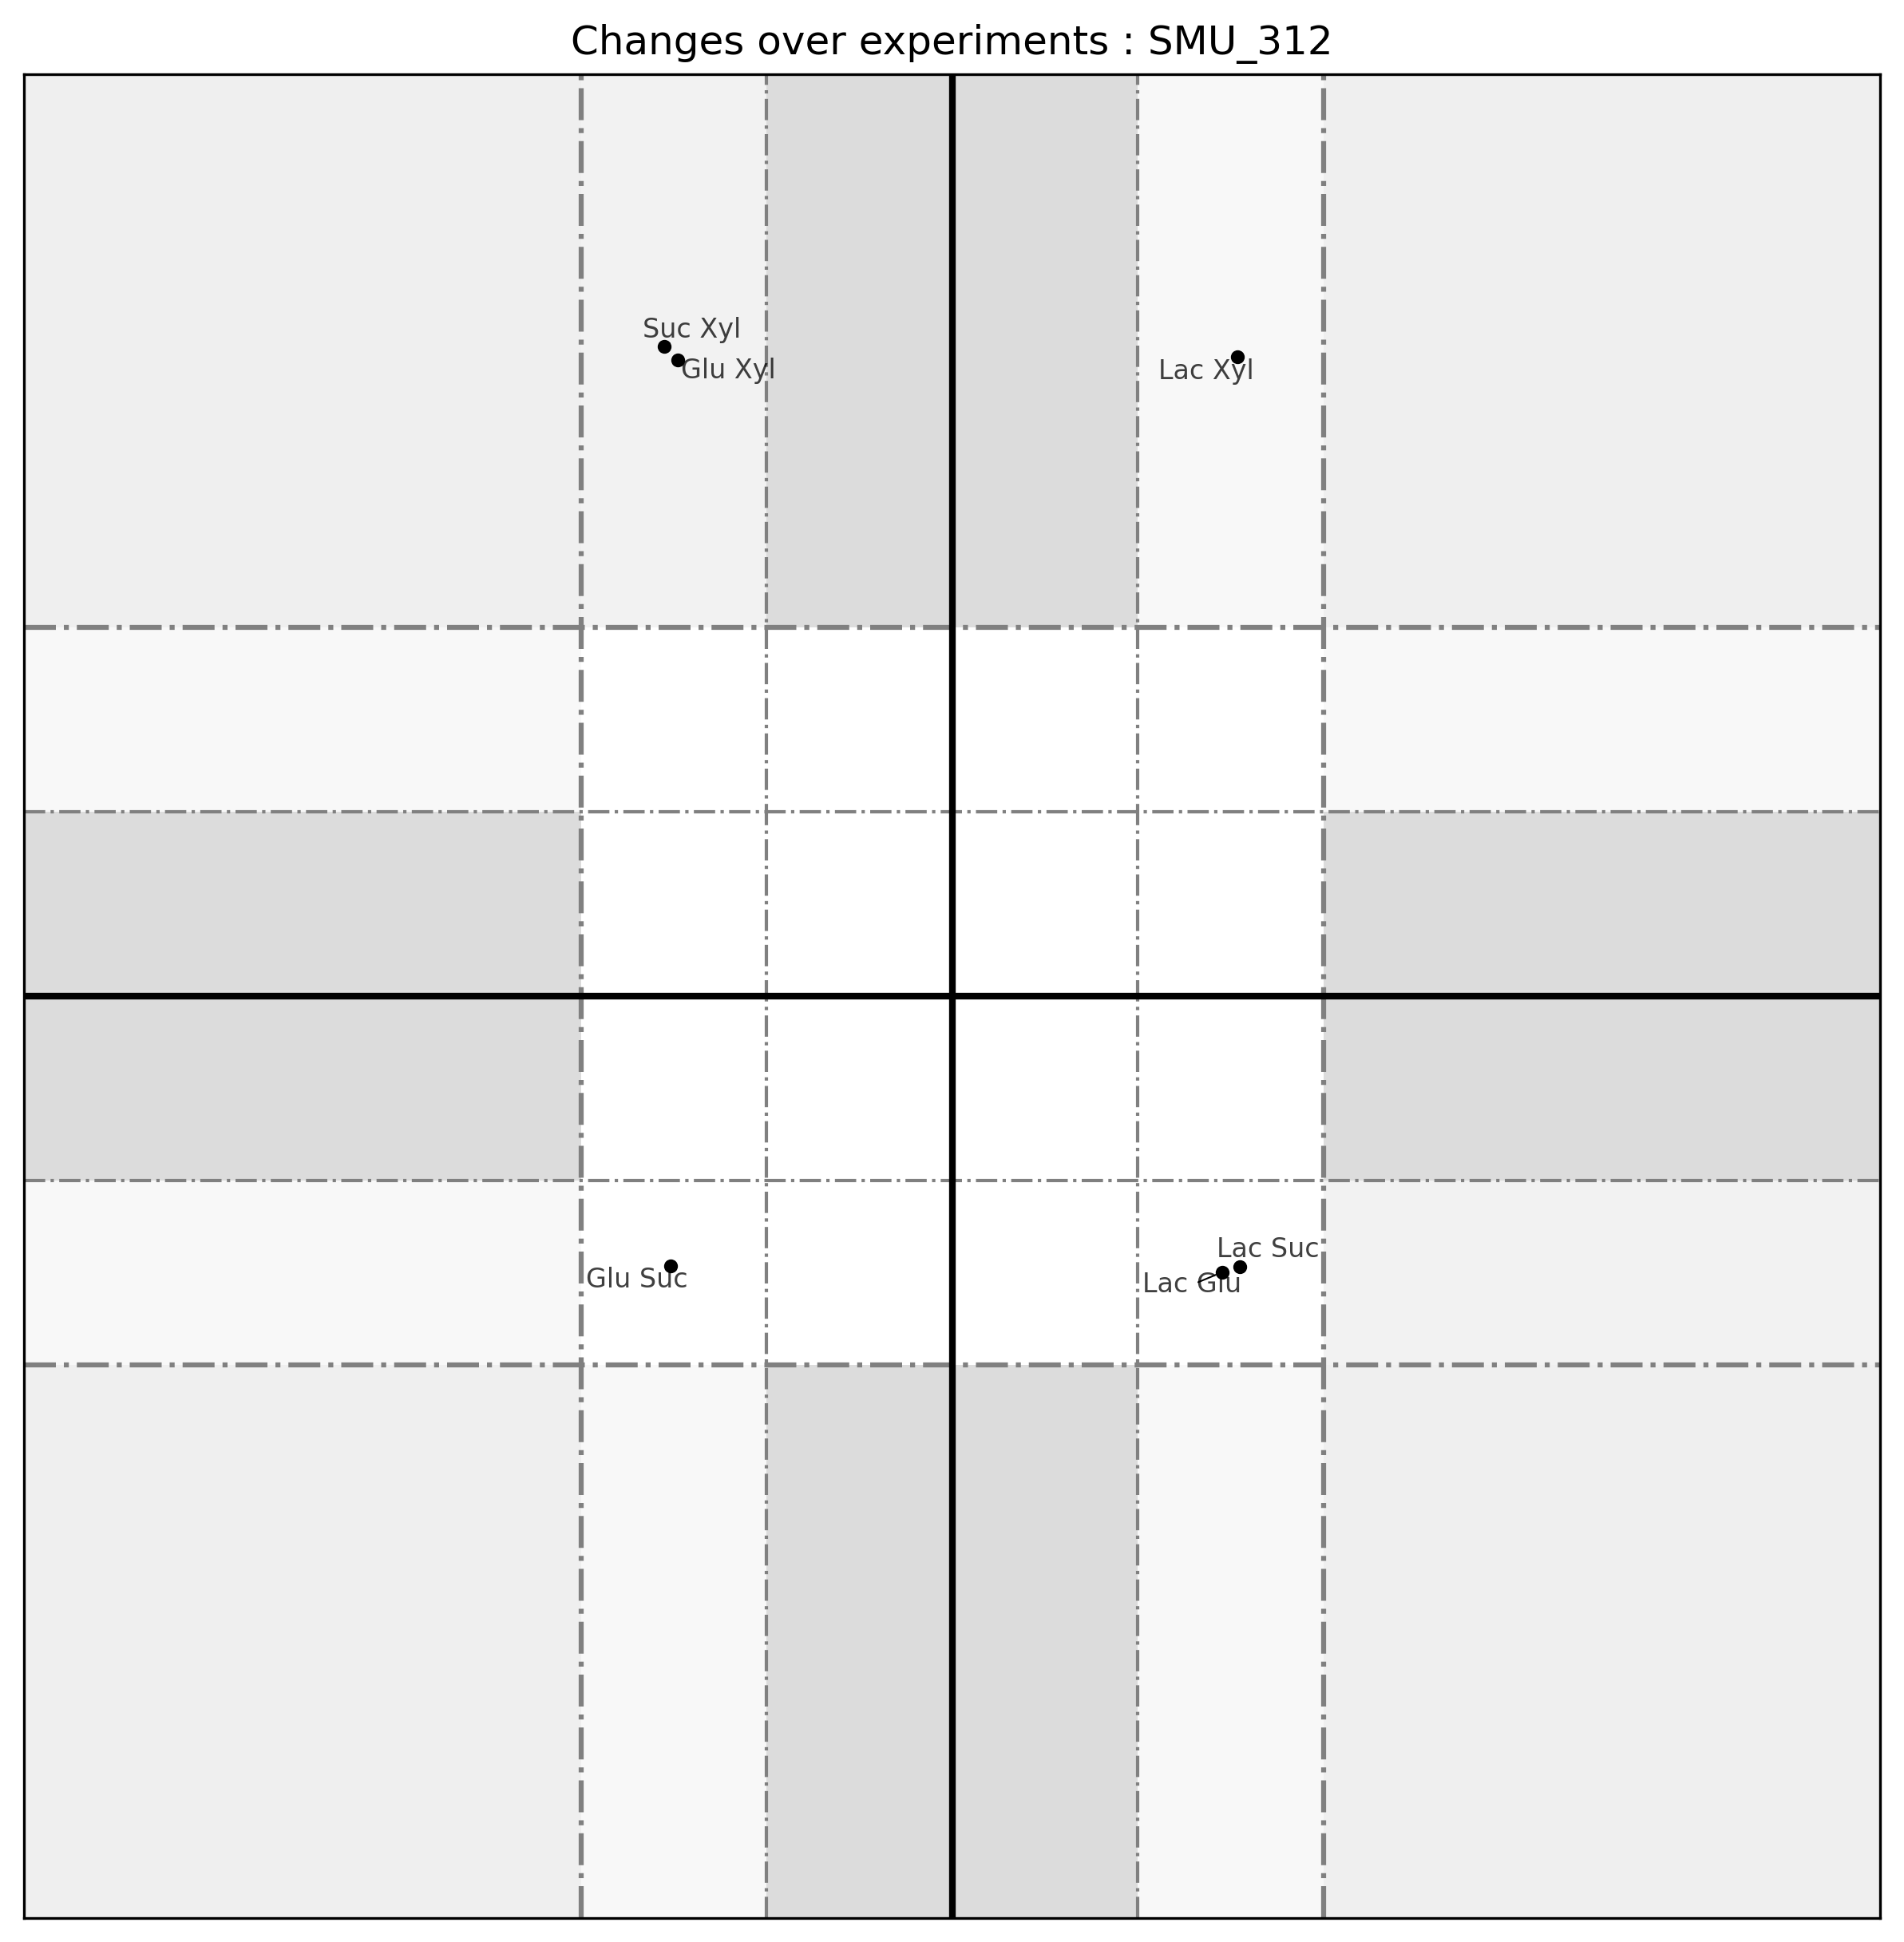 Changes over experiments : SMU_312
Suc Xyl
Glu Xyl
Lac Xyl
Lac Suc
Glu Suc
Lac Glu